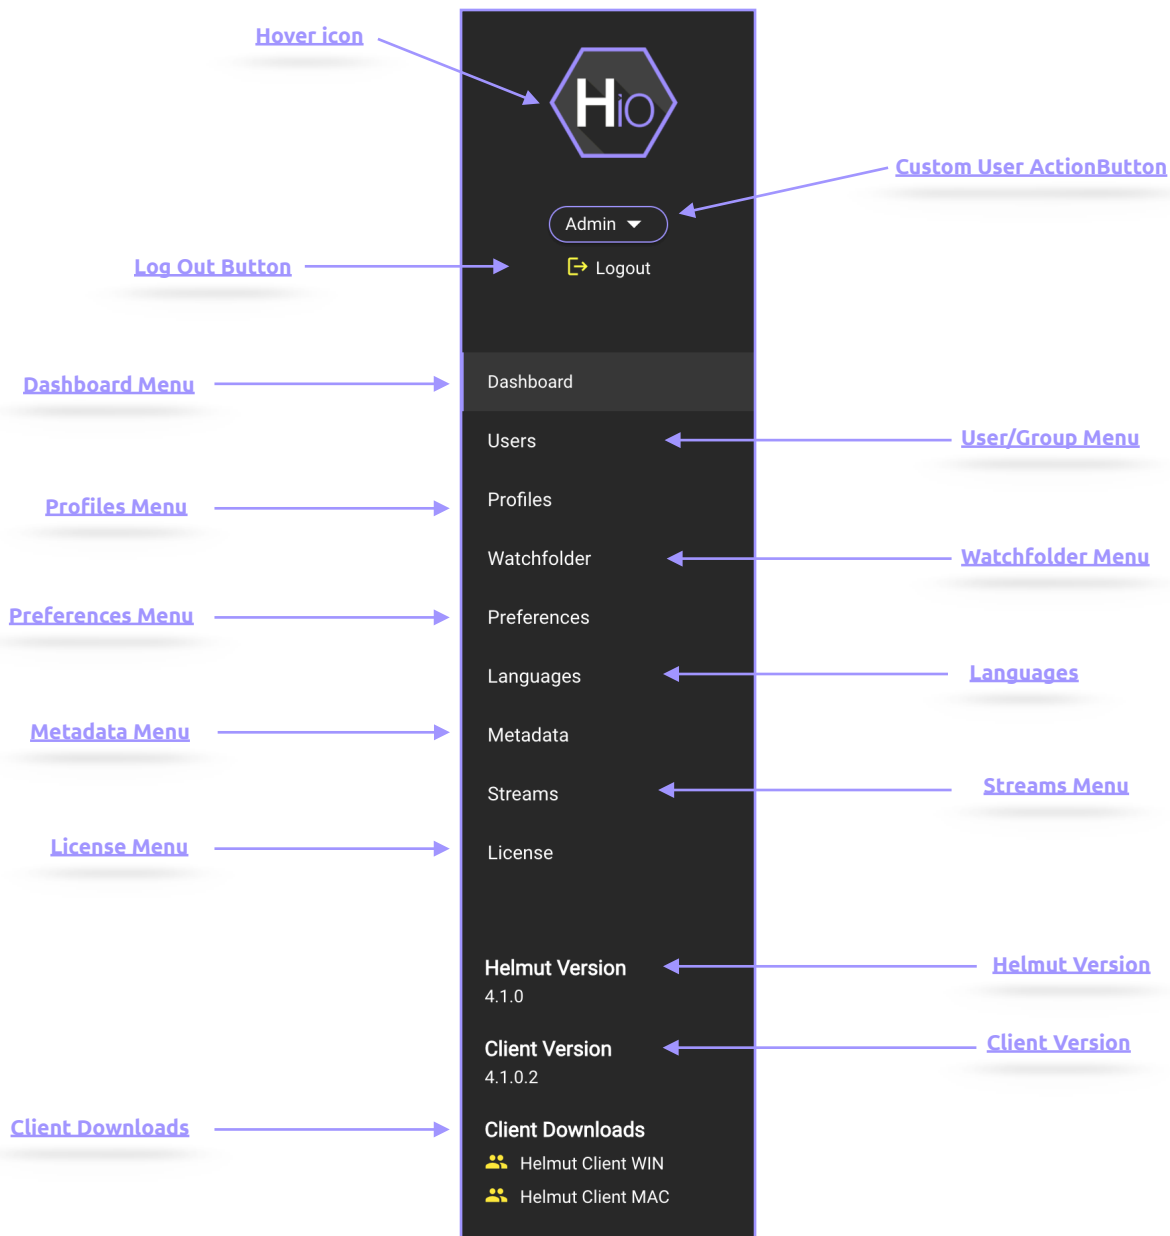 Hover icon
Hio
Custom User ActionButton
Admin
Log Out Button
Logout
Dashboard Menu
Dashboard
Users
User/Group Menu
Profiles Menu
Profiles
Watchfolder
Watchfolder Menu
Preferences Menu
Preferences
Languages
Languages
Metadata Menu
Metadata
Streams
Streams Menu
License Menu
License
Helmut Version
4.1.0
Helmut Version
Client Version
4.1.0.2
Client Version
Client Downloads
Client Downloads
Helmut Client WIN
Helmut Client MAC